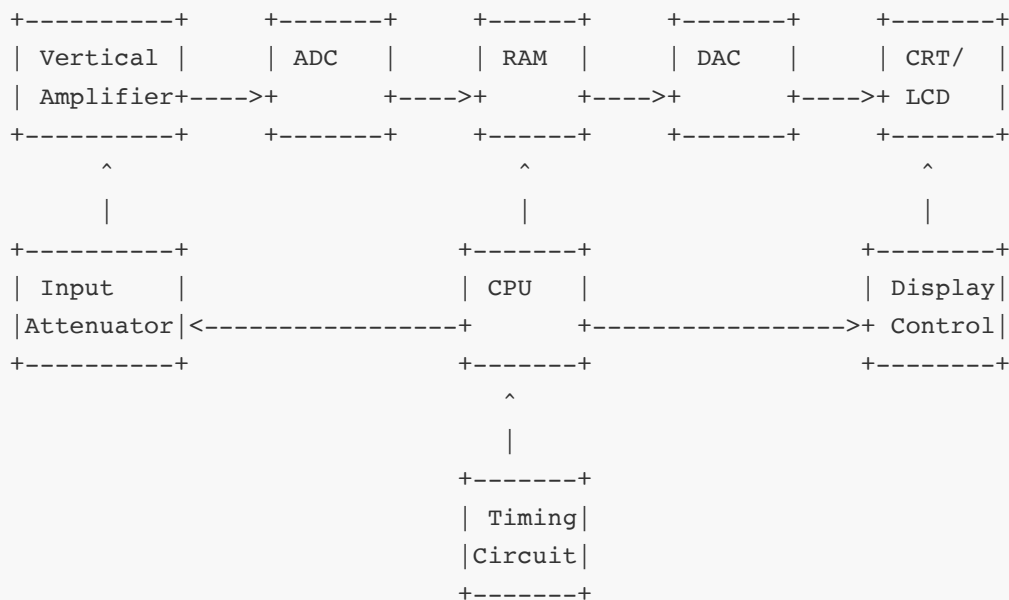 +----------+     +-------+     +------+     +-------+     +-------+
| Vertical |     | ADC   |     | RAM  |     | DAC   |     | CRT/  |
| Amplifier+---->+       +---->+      +---->+       +---->+ LCD   |
+----------+     +-------+     +------+     +-------+     +-------+
      ^                           ^                          ^
      |                           |                          |
+----------+                  +-------+                  +--------+
| Input    |                  | CPU   |                  | Display|
|Attenuator|<-----------------+       +----------------->+ Control|
+----------+                  +-------+                  +--------+
                                 ^
                                 |
                              +-------+
                              | Timing|
                              |Circuit|
                              +-------+